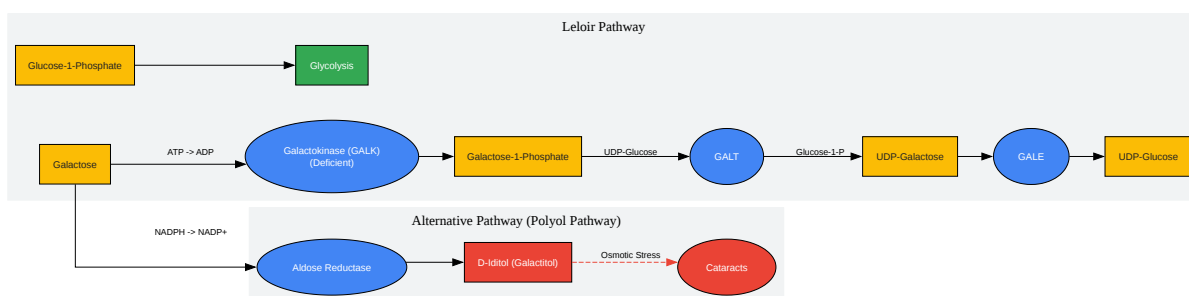 Leloir Pathway
Glucose-1-Phosphate
Glycolysis
ATP -> ADP
Galactose
Galactokinase (GALK)
(Deficient)
Galactose-1-Phosphate
UDP-Glucose
GALT
Glucose-1-P
UDP-Galactose
GALE
UDP-Glucose
NADPH -> NADP+
Alternative Pathway (Polyol Pathway)
Aldose Reductase
D-Iditol (Galactitol)
Osmotic Stress
Cataracts